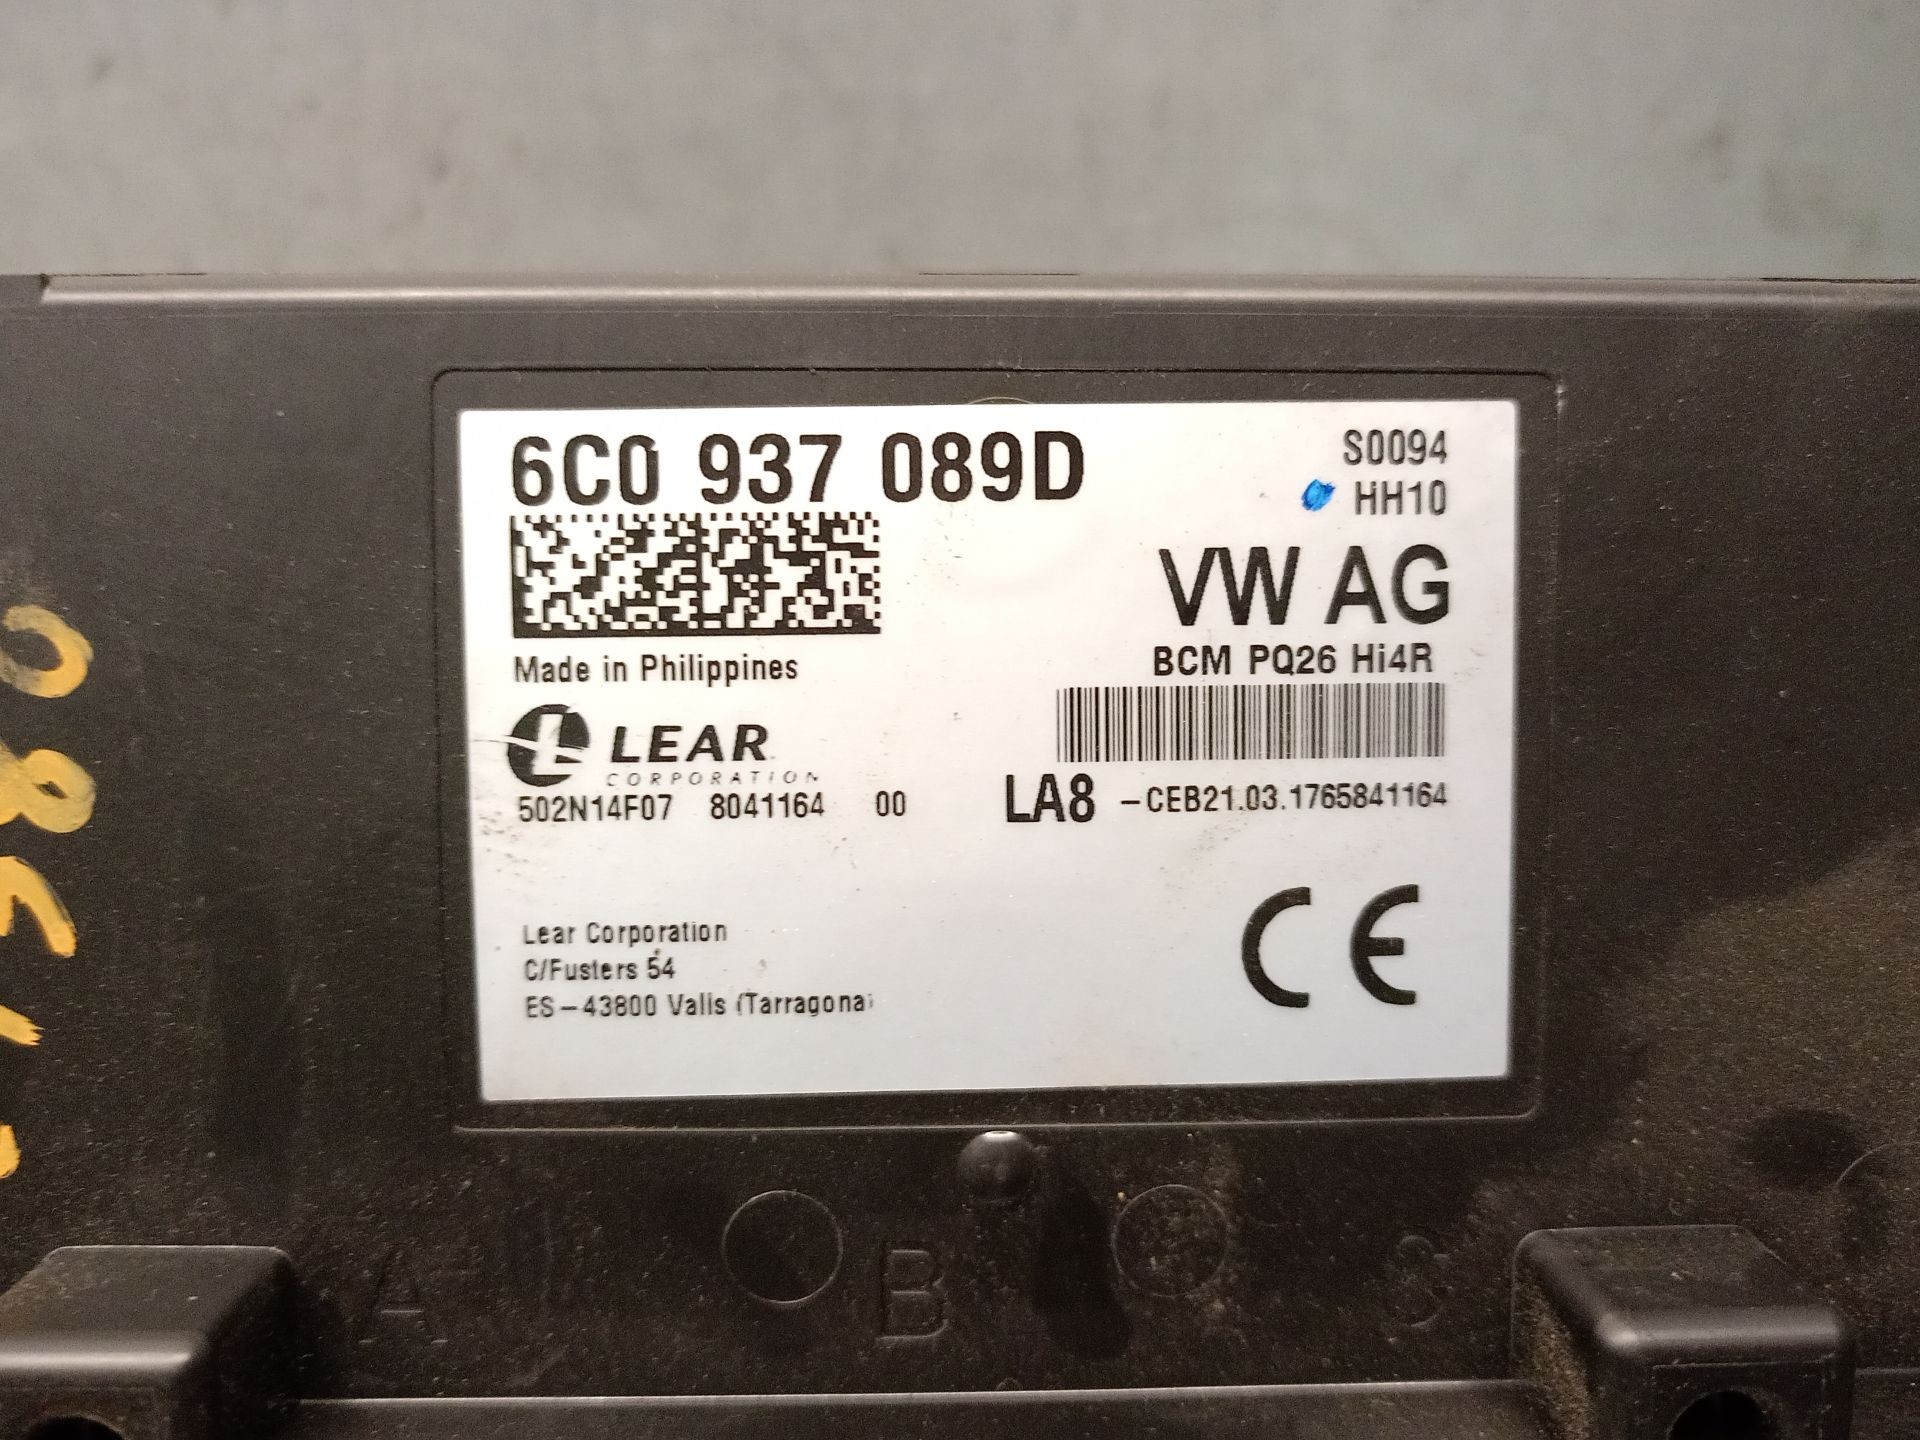 6C0 937 089D
S0094
HH10
VW AG
BCM PQ26 Hi4R
Made in Philippines
LEAR
CORPORATION
502N14F07 8041164 00
LA8 -CEB21.03.1765841164
Lear Corporation
C/Fusters 54
ES-43800 Valls (Tarragona)
CE
A B 3